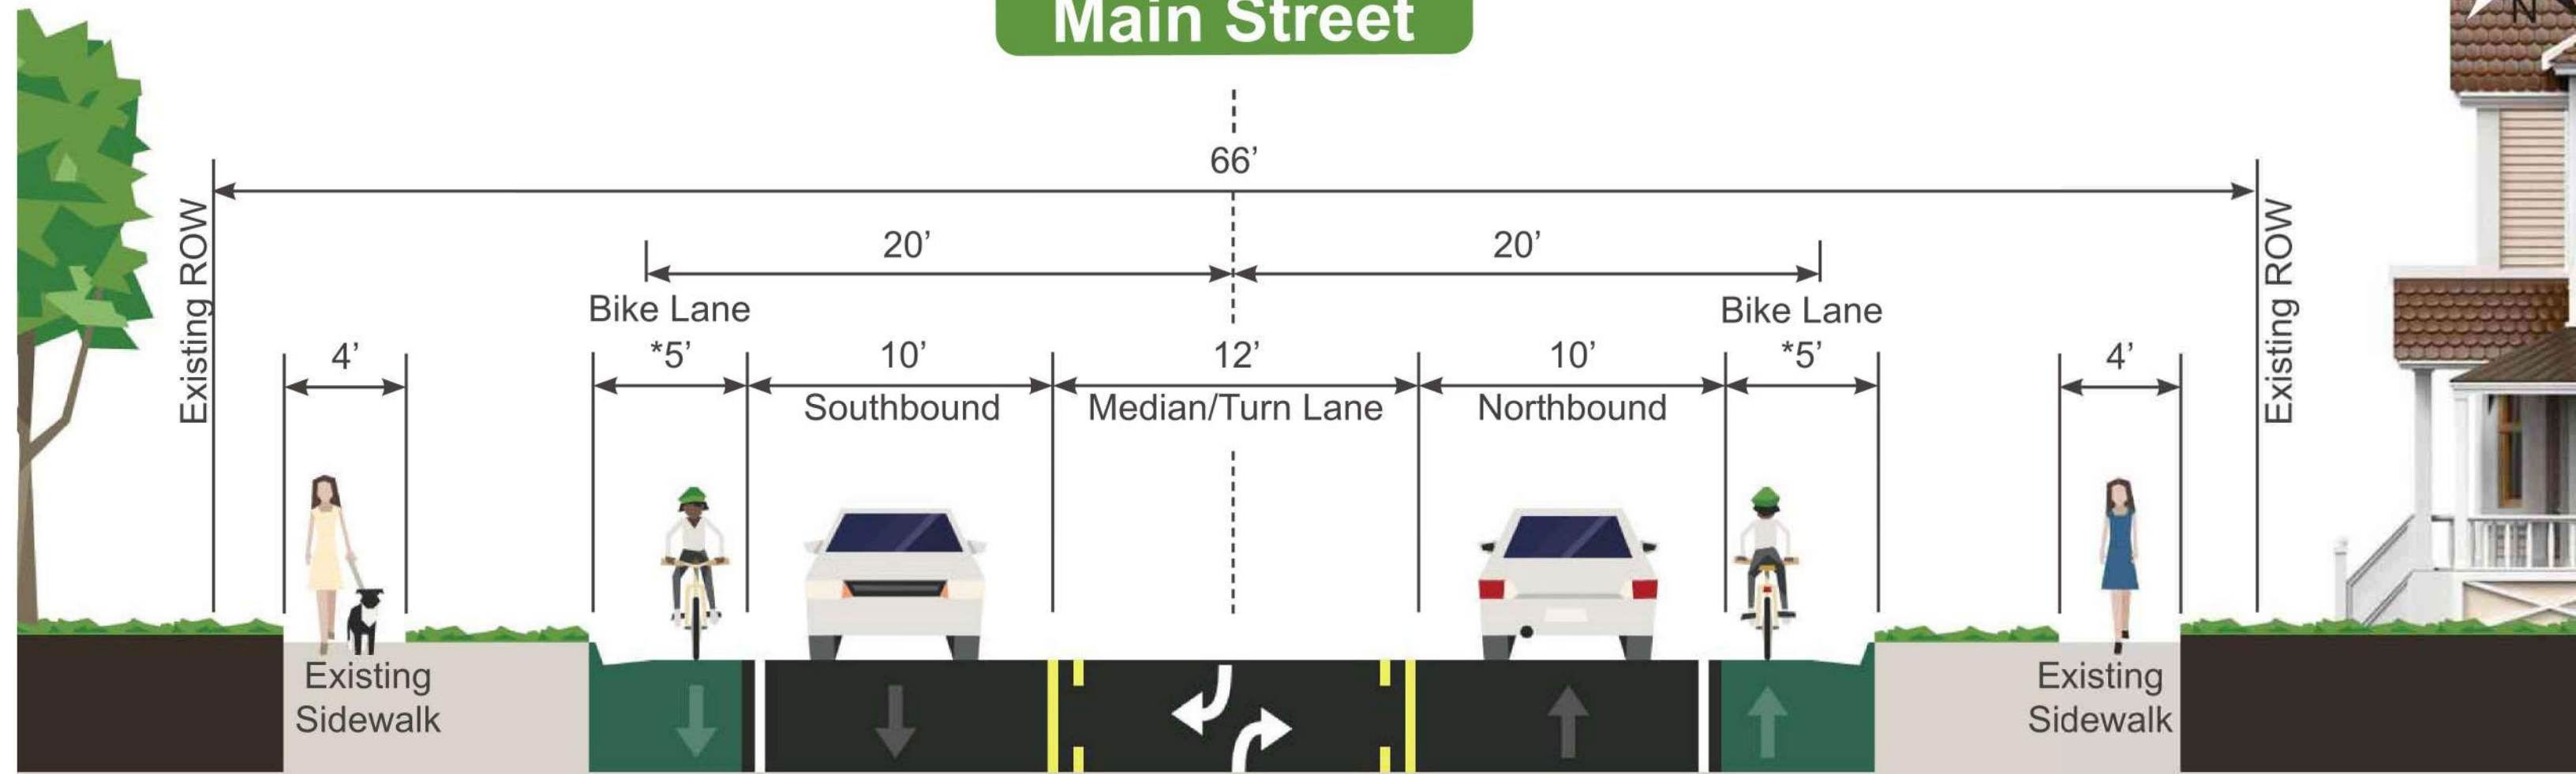 Main Street
N
66’
20’
20’
Existing ROW
Existing ROW
Bike Lane
Bike Lane
4’
*5’
10’
12’
10’
*5’
4’
Southbound
Median/Turn Lane
Northbound
Existing
Sidewalk
Existing
Sidewalk